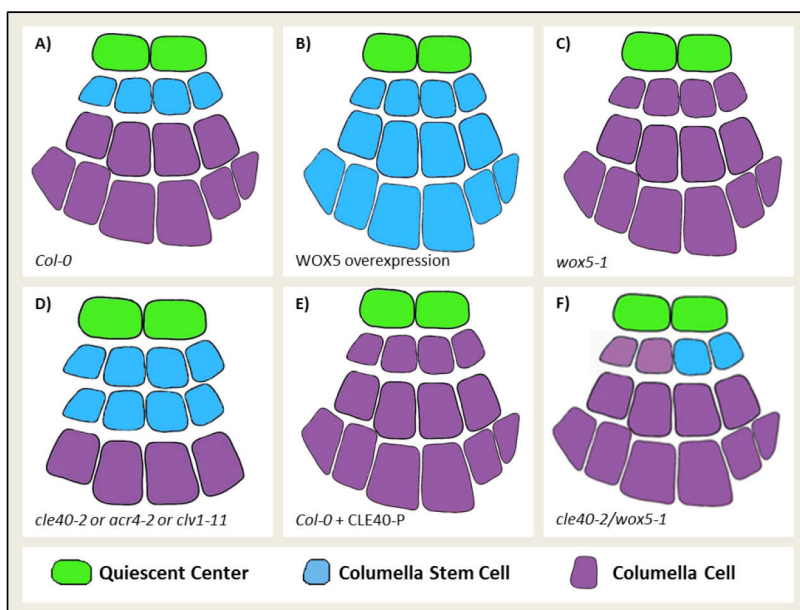 A)
Col-0
B)
WOX5 overexpression
C)
wox5-1
D)
cle40-2 or acr4-2 or clv1-11
E)
Col-0 + CLE40-P
F)
cle40-2/wox5-1
Quiescent Center
Columella Stem Cell
Columella Cell